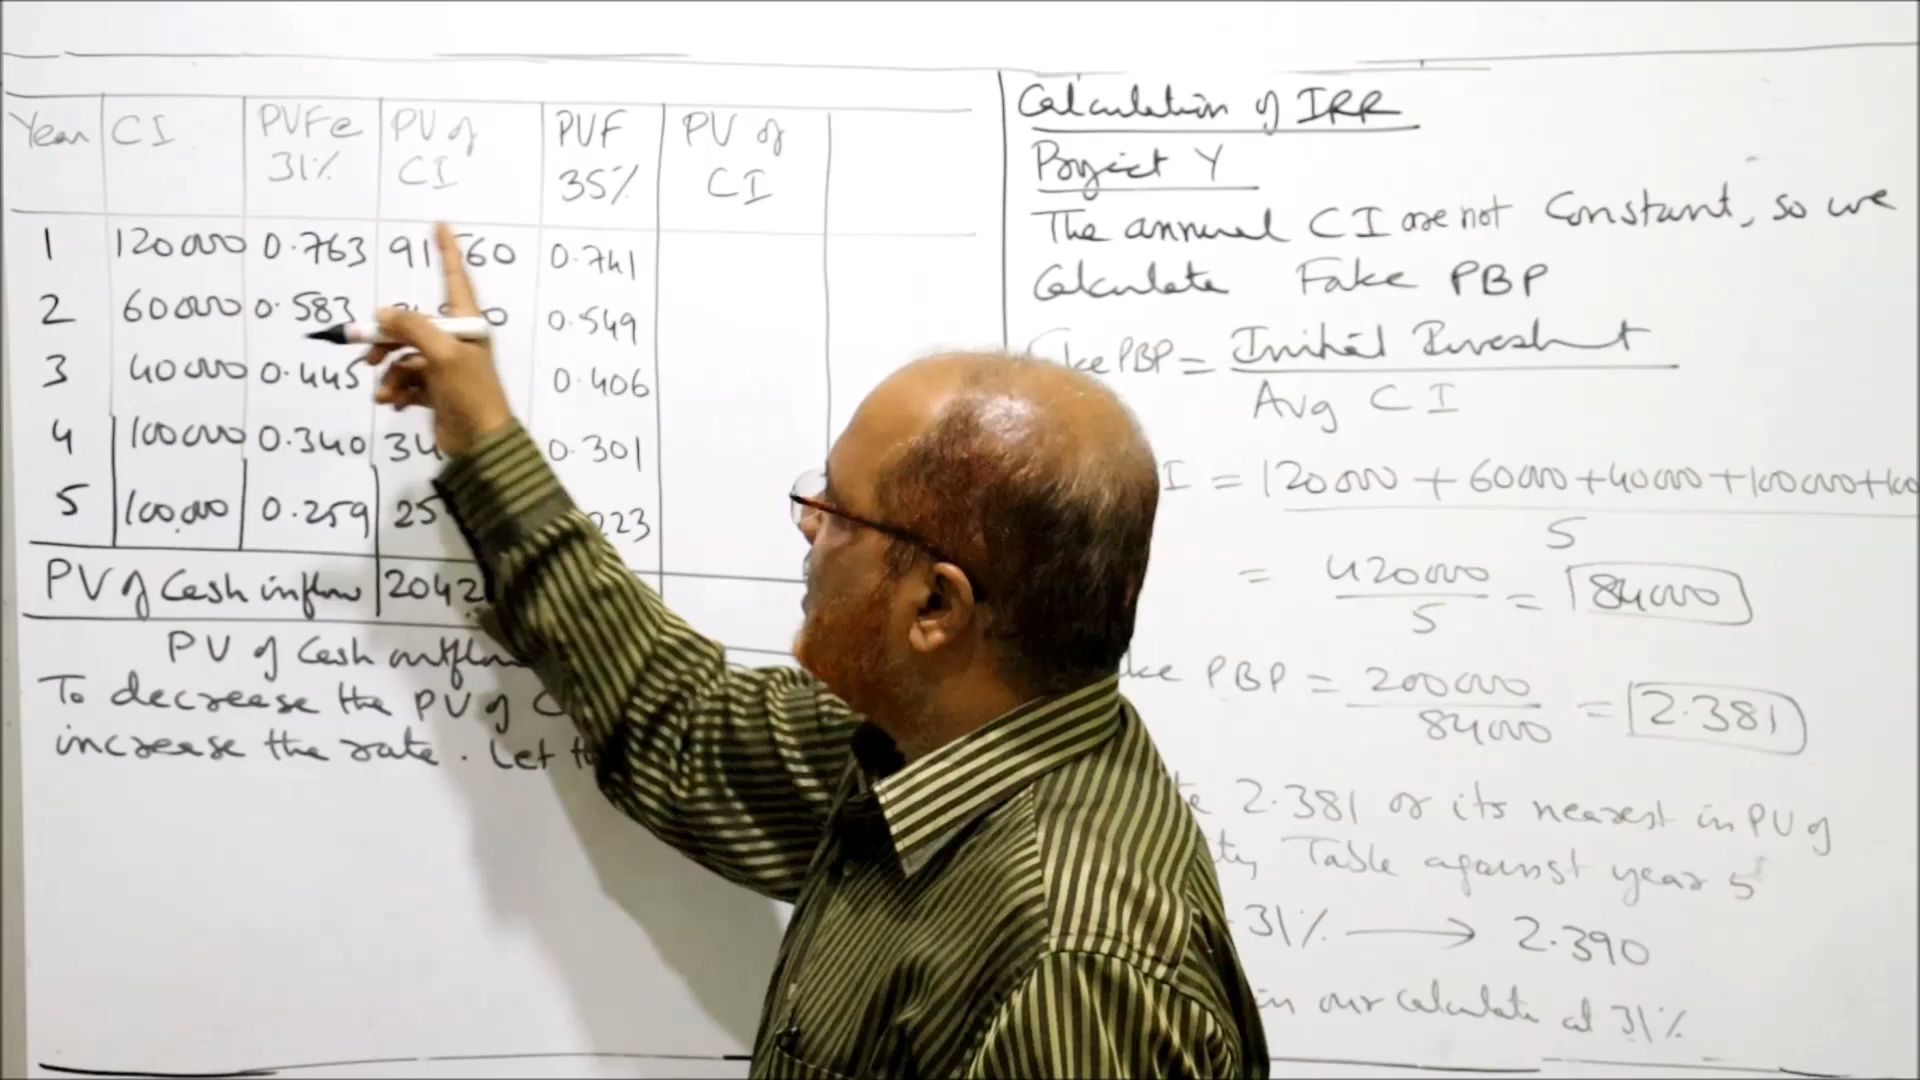 Year CI PVFe 31% PV of CI PVF 35% PV of CI
1 120000 0.763 0.741
2 60000 0.583 0.549
3 40000 0.445 0.406
4 100000 0.340 0.301
5 100,000 0.259
PV of Cash inflow
PV of Cash outflow
To decrease the PV of
increase the rate. Let
Calculation of IRR
Project Y
The annual CI are not Constant, so we
Calculate Fake PBP
PBP = Initial Investment
Avg CI
= 120000 + 60000 + 40000 + 100000 +
5
= 420000 = 84000
5
PBP = 200000 = 2.381
84000
2.381 or its nearest in PV of
Table against year 5
31% → 2.390
in our calculate at 31%